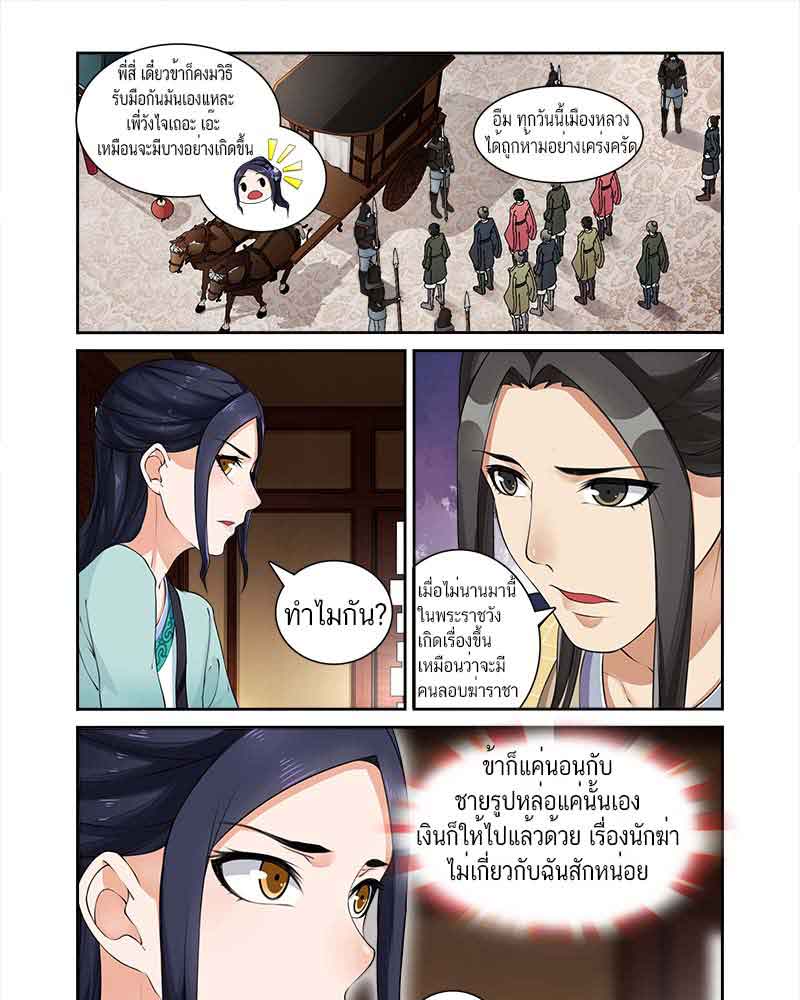 พี่สี่ เดี๋ยวข้าก็คงมวิธี
รับมือกันมันเองแหละ
เพี่วังใจเถอะ เอ๊ะ
เหมือนจะมีบางอย่างเกิดขึ้น
อืม ทุกวันนี้เมืองหลวง
ได้ถูกห้ามอย่างเคร่งครัด
ทำไมกัน?
เมื่อไม่นานมานี้
ในพระราชวัง
เกิดเรื่องขึ้น
เหมือนว่าจะมี
คนลอบฆ่าราชา
ข้าก็แค่นอนกับ
ชายรูปหล่อแค่นั้นเอง
เงินก็ให้ไปแล้วด้วย เรื่องนักฆ่า
ไม่เกี่ยวกับฉันสักหน่อย